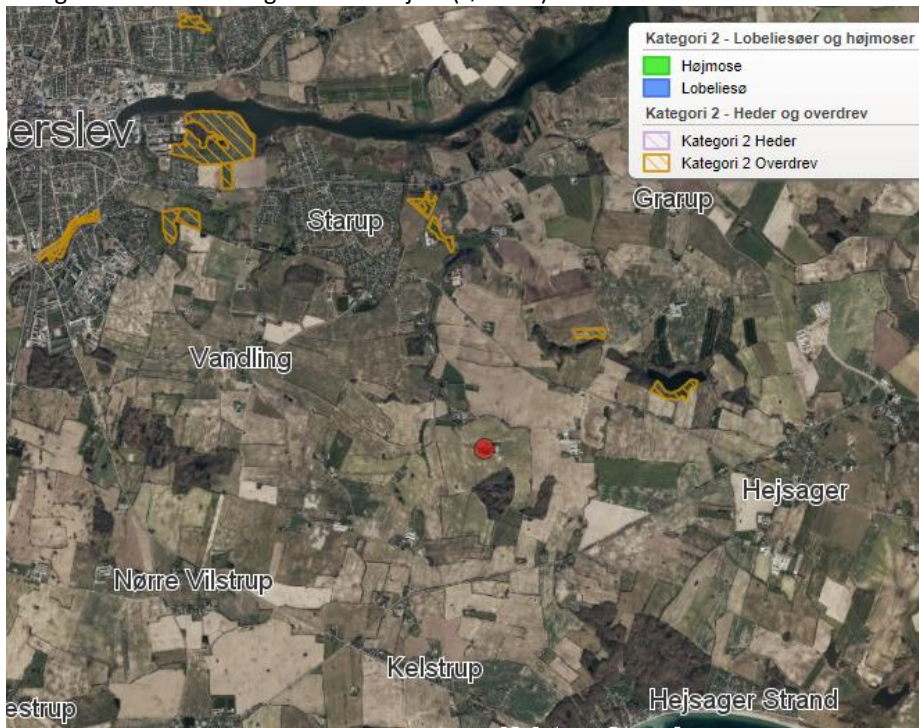 Kategori 2 - Lobeliesøer og højmoser
Højmose
Lobeliesø
Kategori 2 - Heder og overdrev
Kategori 2 Heder
Kategori 2 Overdrev
erslev
Starup
Grarup
Vandling
Hejsager
Nørre Vilstrup
Kelstrup
estrup
Hejsager Strand